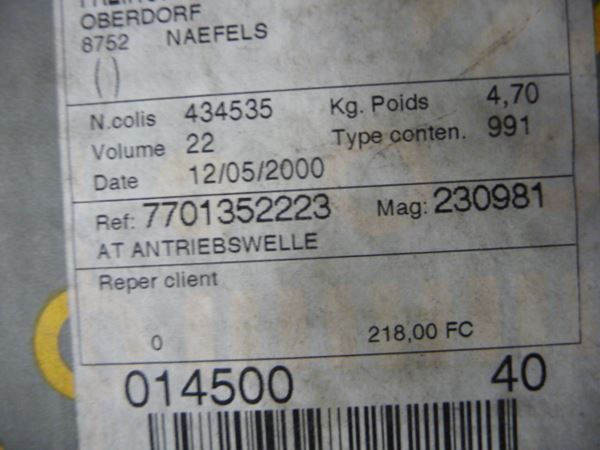 OBERDORF
8752 NAEFELS
( )
N.colis 434535 Kg. Poids 4,70
Volume 22 Type conten. 991
Date 12/05/2000
Ref: 7701352223 Mag: 230981
AT ANTRIEBSWELLE
Reper client
0 218,00 FC
014500 40